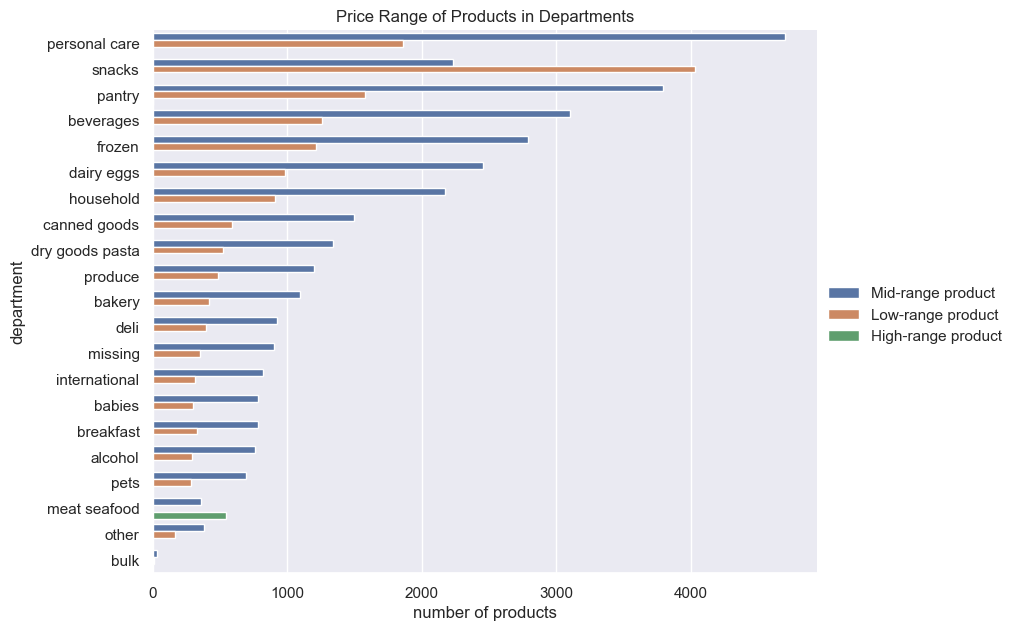 Price Range of Products in Departments
department
personal care
snacks
pantry
beverages
frozen
dairy eggs
household
canned goods
dry goods pasta
produce
bakery
deli
missing
international
babies
breakfast
alcohol
pets
meat seafood
other
bulk
0 1000 2000 3000 4000
number of products
Mid-range product
Low-range product
High-range product